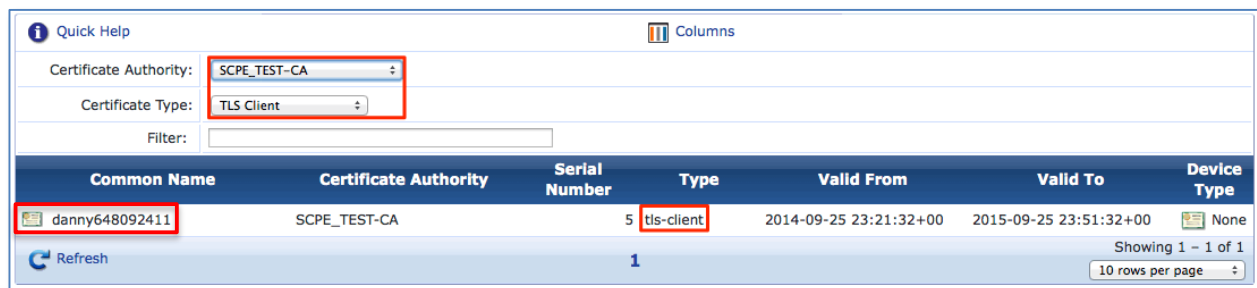 Quick Help Columns
Certificate Authority: SCPE_TEST-CA
Certificate Type: TLS Client
Filter:
Common Name Certificate Authority Serial Number Type Valid From Valid To Device Type
danny648092411 SCPE_TEST-CA 5 tls-client 2014-09-25 23:21:32+00 2015-09-25 23:51:32+00 None
Refresh 1 Showing 1 – 1 of 1
10 rows per page